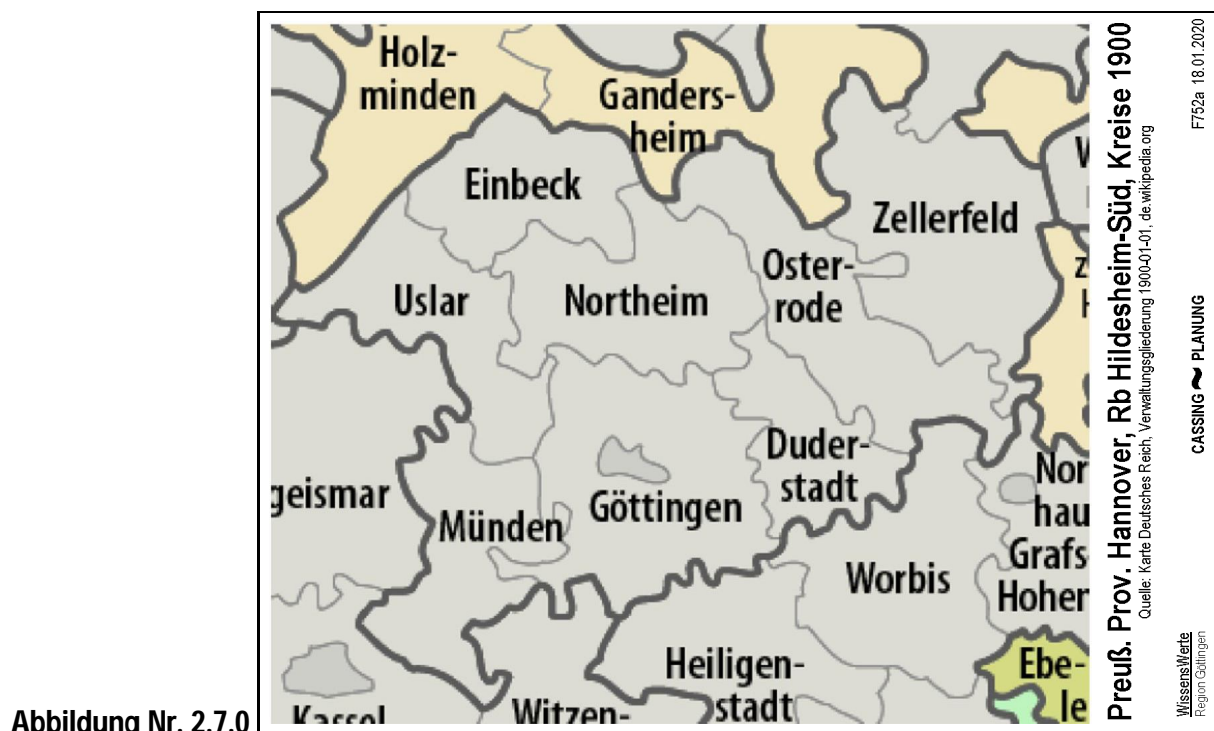 Holz-
minden
Ganders-
heim
Einbeck
Zellerfeld
Oster-
rode
Uslar
Northeim
Duder-
stadt
geismar
Göttingen
Münden
Nor
hau
Grafs-
Hohen
Worbis
Heiligen-
stadt
Ebe-
le
Kassel
Witzen-
Abbildung Nr. 2.7.0
Preuß. Prov. Hannover, Rb Hildesheim-Süd, Kreise 1900
Quelle: Karte Deutsches Reich, Verwaltungsgliederung 1900-01-01, de.wikipedia.org
F752a 18.01.2020
CASSING ~ PLANUNG
WissensWerte
Region Göttingen